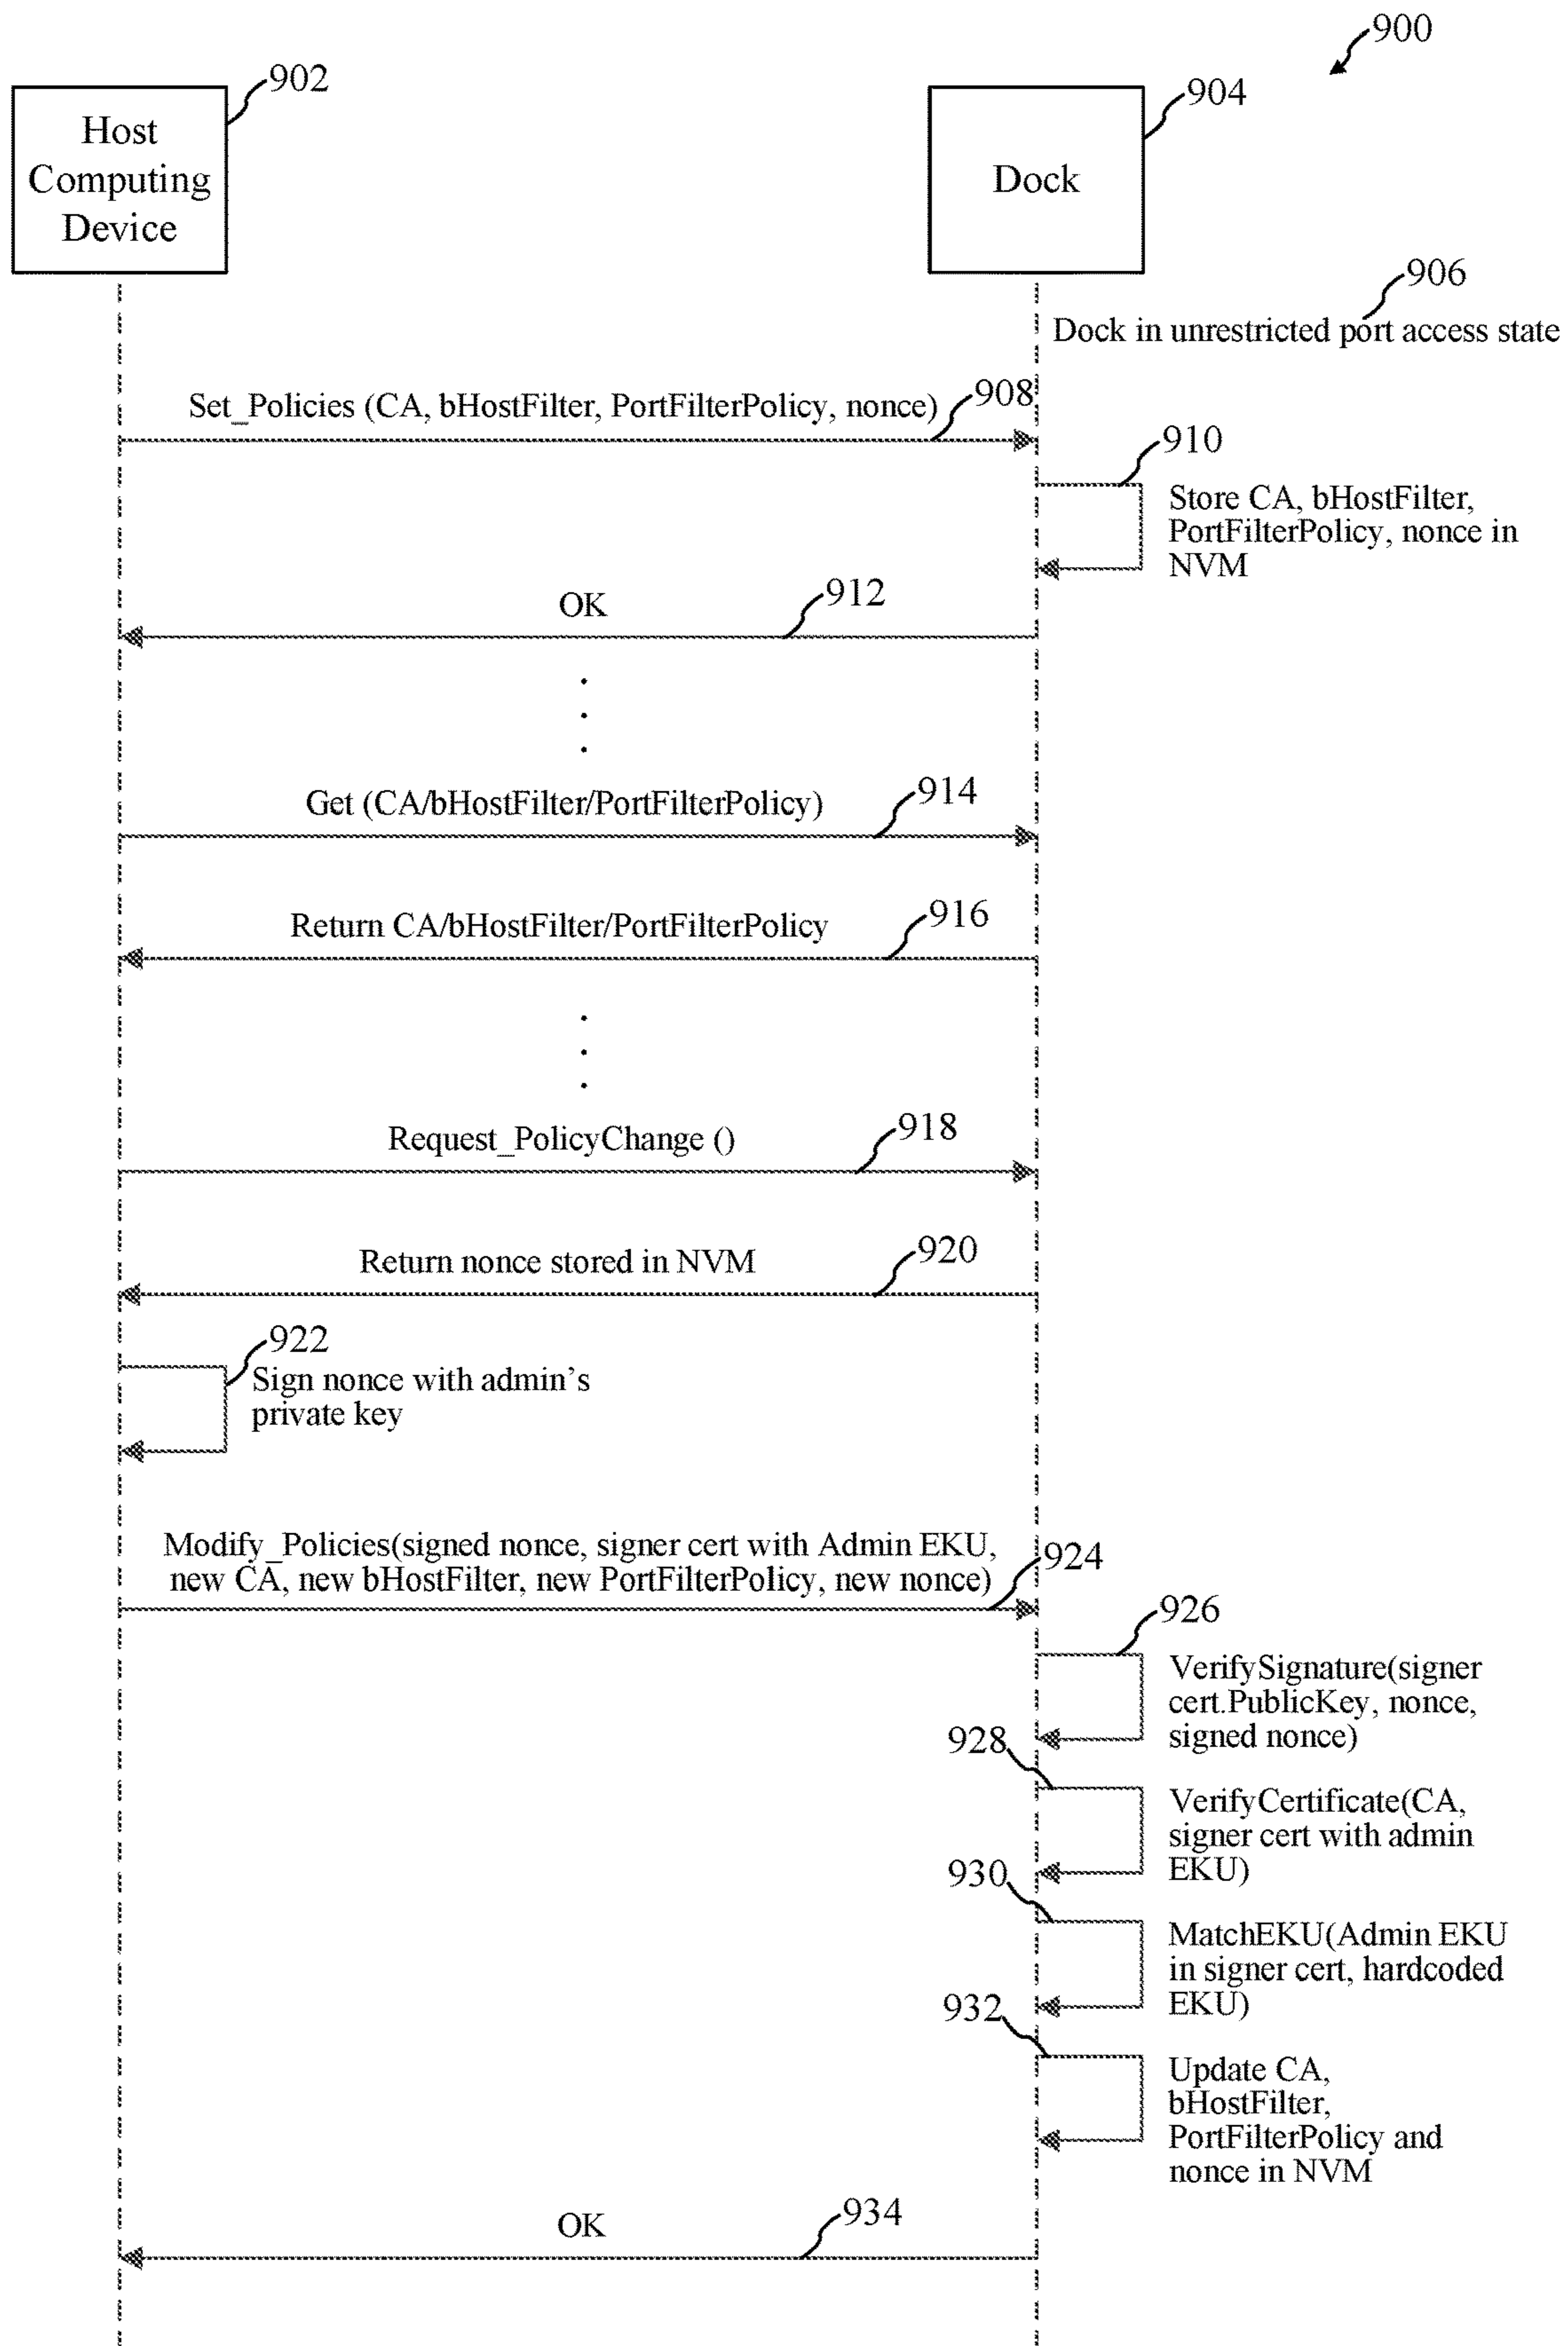 900
902
Host
Computing
Device
904
Dock
906
Dock in unrestricted port access state
Set_Policies (CA, bHostFilter, PortFilterPolicy, nonce)
908
910
Store CA, bHostFilter,
PortFilterPolicy, nonce in
NVM
OK
912
Get (CA/bHostFilter/PortFilterPolicy)
914
Return CA/bHostFilter/PortFilterPolicy
916
Request_PolicyChange ()
918
Return nonce stored in NVM
920
922
Sign nonce with admin's
private key
Modify_Policies(signed nonce, signer cert with Admin EKU,
new CA, new bHostFilter, new PortFilterPolicy, new nonce)
924
926
VerifySignature(signer
cert.PublicKey, nonce,
signed nonce)
928
VerifyCertificate(CA,
signer cert with admin
EKU)
930
MatchEKU(Admin EKU
in signer cert, hardcoded
EKU)
932
Update CA,
bHostFilter,
PortFilterPolicy and
nonce in NVM
OK
934